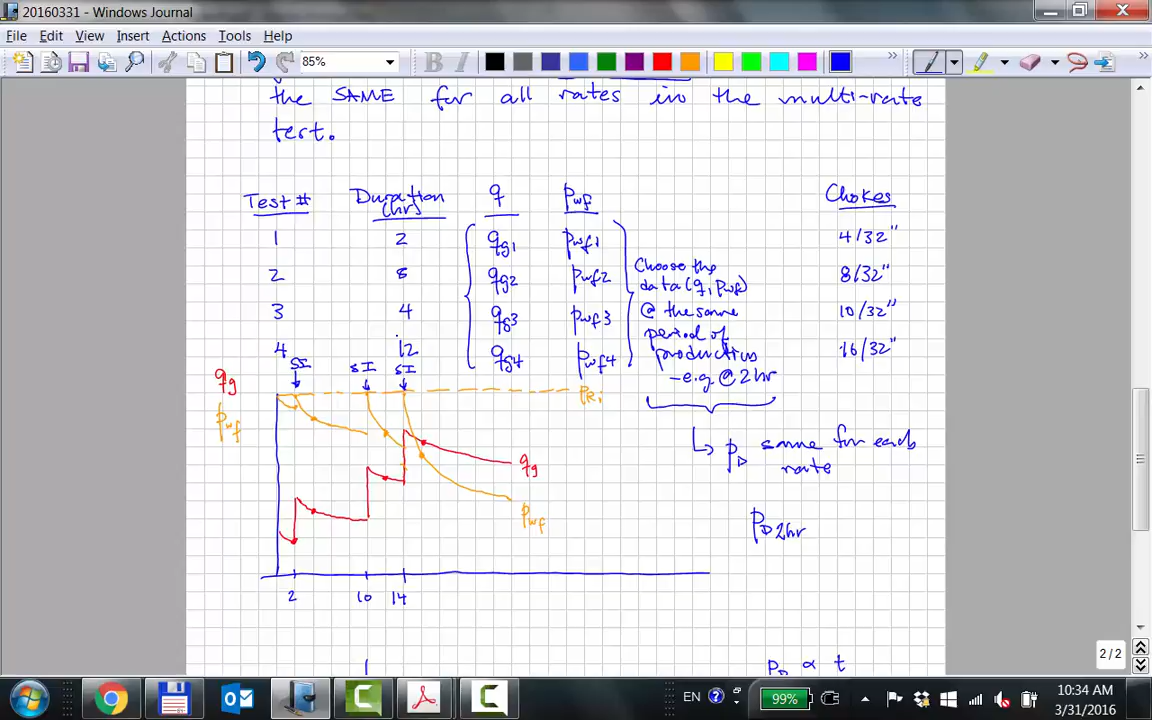 20160331 - Windows Journal
File Edit View Insert Actions Tools Help
85%
B I
the SAME for all rates in the multi-rate
test.
Test # Duration (hrs) q pwf Chokes
1 2 qg1 pwf1 4/32"
2 8 qg2 pwf2 8/32"
3 4 qg3 pwf3 10/32"
4 12 qg4 pwf4 16/32"
Choose the
data (q, pwf)
@ the same
period of
production
-e.g. @ 2hr
SI SI SI
qg
pRi
pwf
pD same for each
rate
qg
pwf
pD2hr
2 10 14
1
pD ∝ t
2/2
EN
99%
10:34 AM
3/31/2016